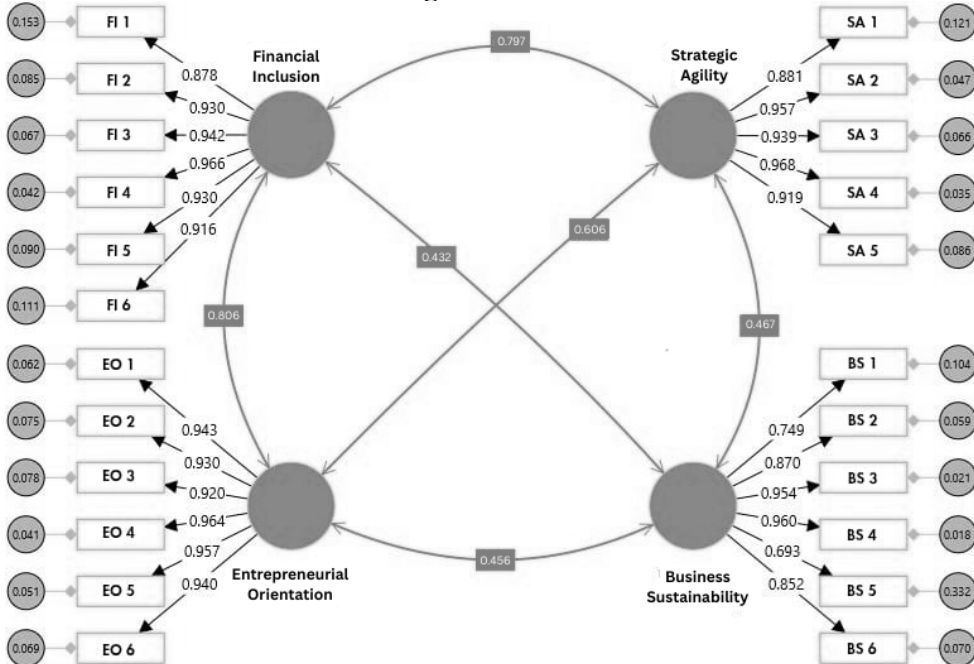 0.153 FI 1
0.085 FI 2
0.067 FI 3
0.042 FI 4
0.090 FI 5
0.111 FI 6
0.878
0.930
0.942
0.966
0.930
0.916
Financial
Inclusion
0.797
Strategic
Agility
0.881
0.957
0.939
0.968
0.919
SA 1 0.121
SA 2 0.047
SA 3 0.066
SA 4 0.035
SA 5 0.086
0.606
0.432
0.806
0.467
0.062 EO 1
0.075 EO 2
0.078 EO 3
0.041 EO 4
0.051 EO 5
0.069 EO 6
0.943
0.930
0.920
0.964
0.957
0.940
Entrepreneurial
Orientation
0.456
Business
Sustainability
0.749
0.870
0.954
0.960
0.693
0.852
BS 1 0.104
BS 2 0.059
BS 3 0.021
BS 4 0.018
BS 5 0.332
BS 6 0.070